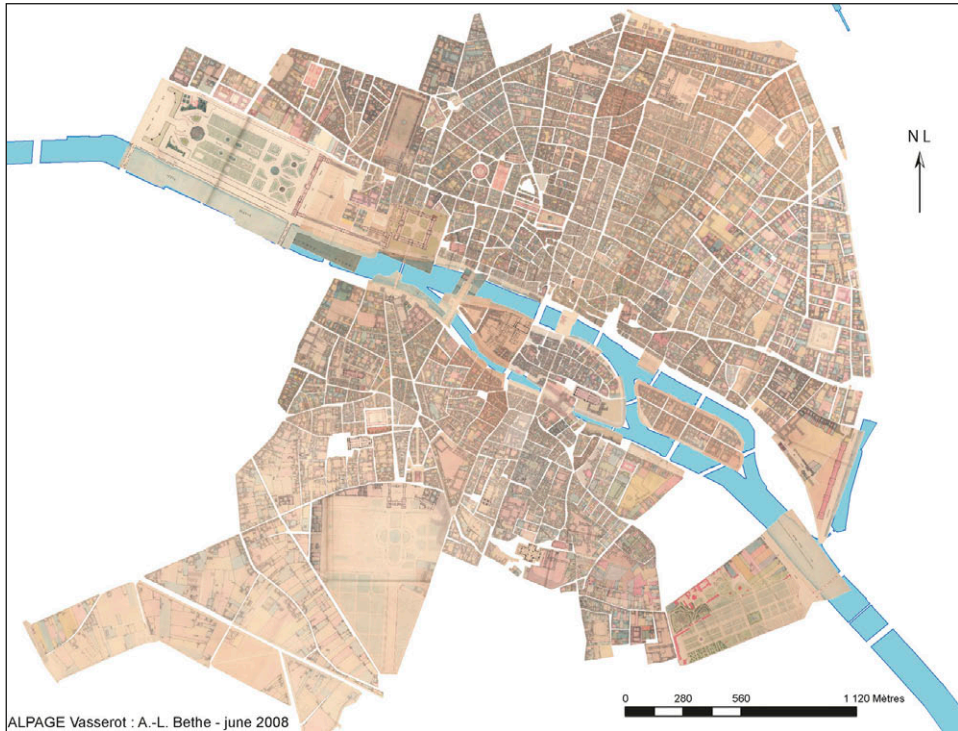 N L
0 280 560 1 120 Mètres
ALPAGE Vasserot : A.-L. Bethe - june 2008